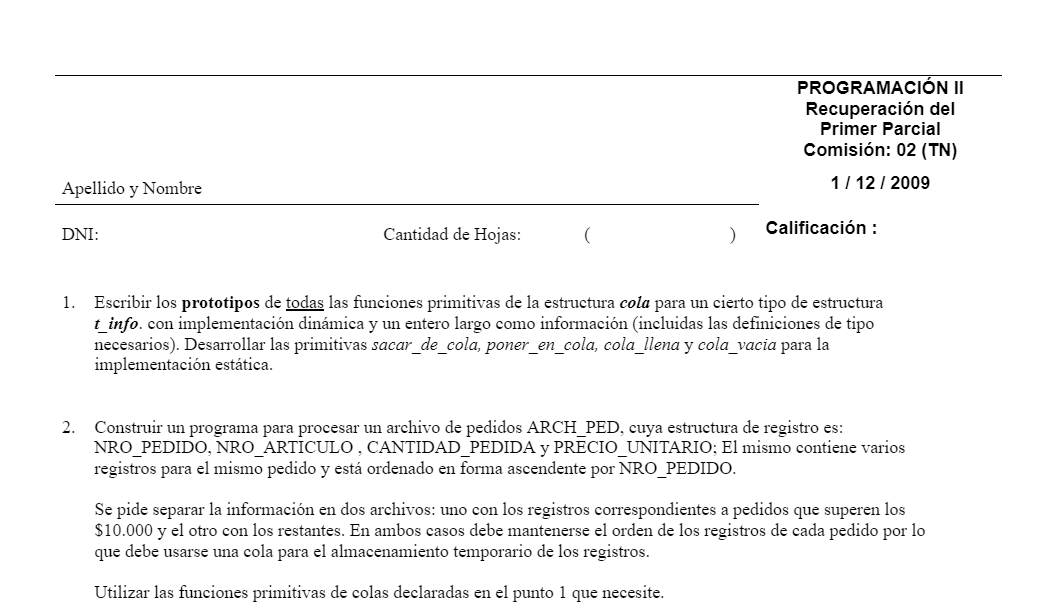 PROGRAMACIÓN II
Recuperación del
Primer Parcial
Comisión: 02 (TN)
Apellido y Nombre
1 / 12 / 2009
DNI: Cantidad de Hojas: ( )
Calificación :
1. Escribir los prototipos de todas las funciones primitivas de la estructura cola para un cierto tipo de estructura
t_info. con implementación dinámica y un entero largo como información (incluidas las definiciones de tipo
necesarios). Desarrollar las primitivas sacar_de_cola, poner_en_cola, cola_llena y cola_vacia para la
implementación estática.
2. Construir un programa para procesar un archivo de pedidos ARCH_PED, cuya estructura de registro es:
NRO_PEDIDO, NRO_ARTICULO , CANTIDAD_PEDIDA y PRECIO_UNITARIO; El mismo contiene varios
registros para el mismo pedido y está ordenado en forma ascendente por NRO_PEDIDO.
Se pide separar la información en dos archivos: uno con los registros correspondientes a pedidos que superen los
$10.000 y el otro con los restantes. En ambos casos debe mantenerse el orden de los registros de cada pedido por lo
que debe usarse una cola para el almacenamiento temporario de los registros.
Utilizar las funciones primitivas de colas declaradas en el punto 1 que necesite.